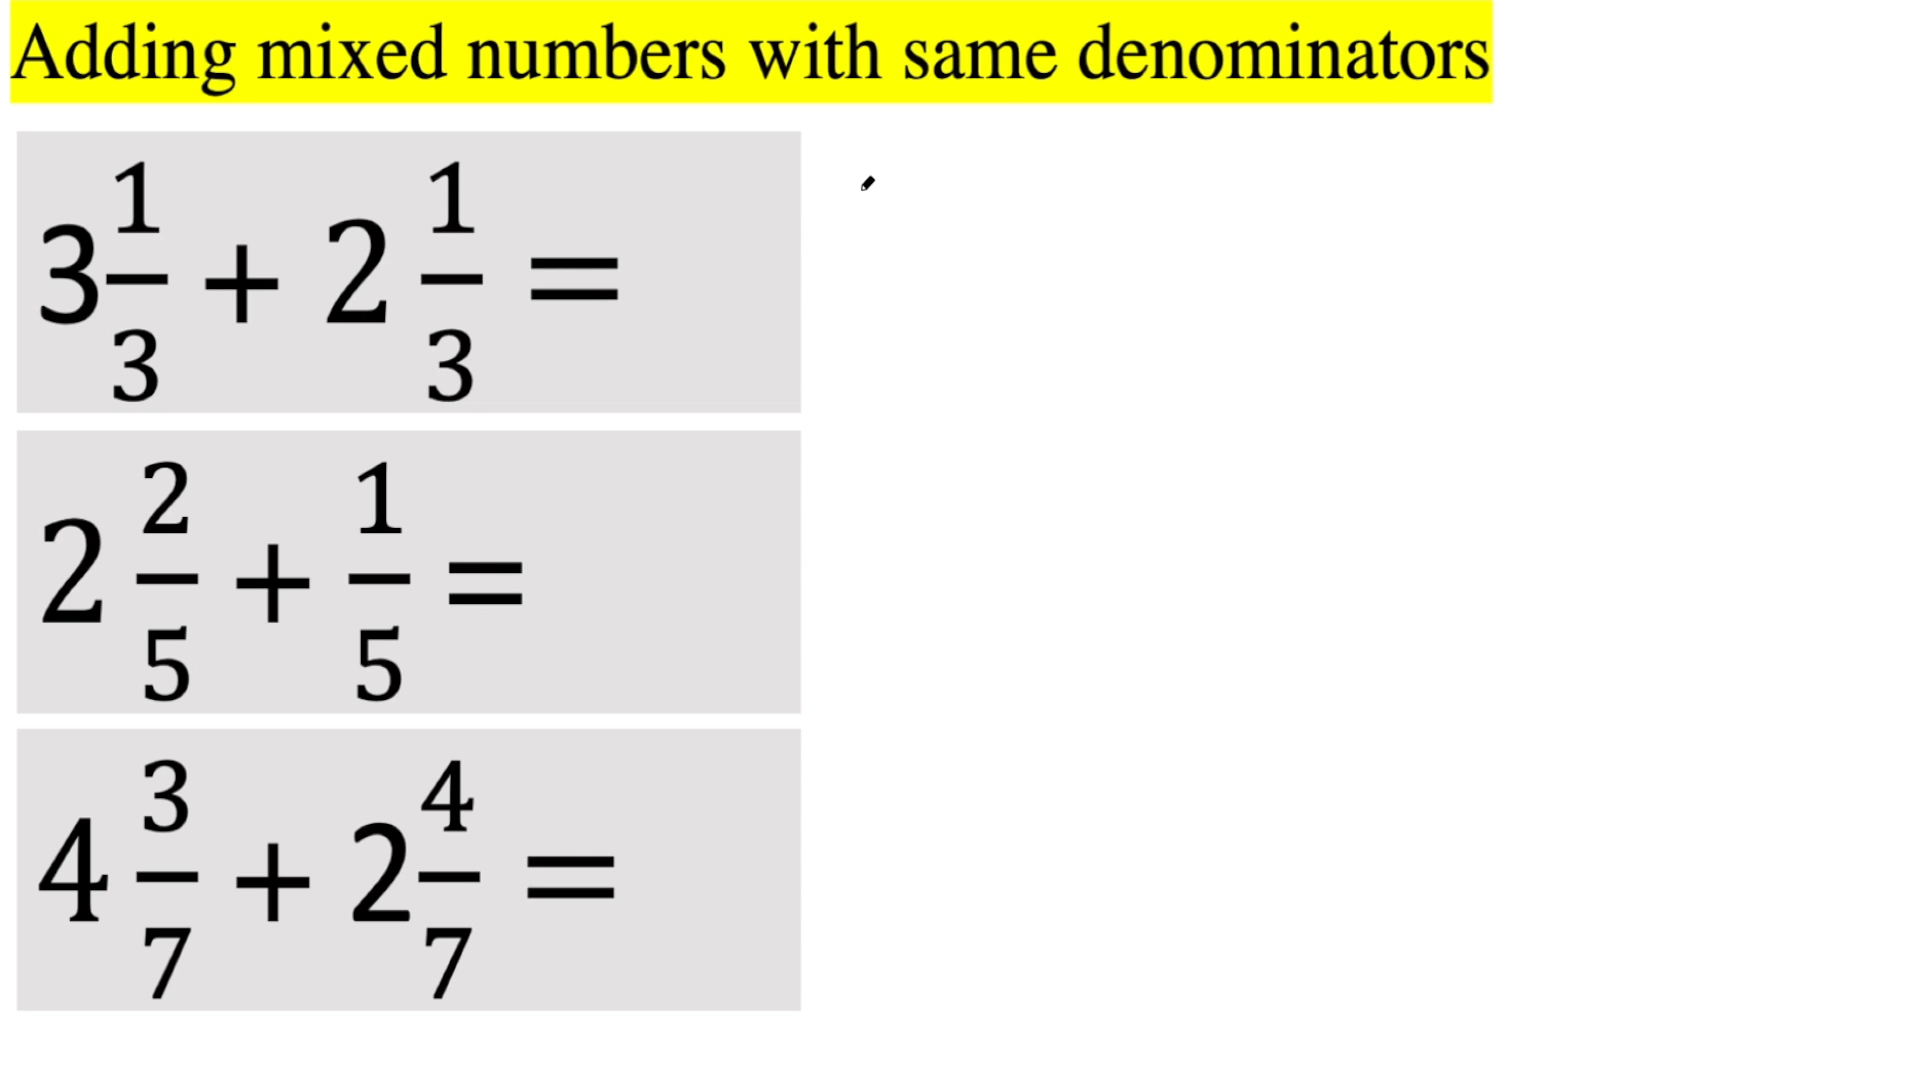 Adding mixed numbers with same denominators
3 1/3 + 2 1/3 =
2 2/5 + 1/5 =
4 3/7 + 2 4/7 =